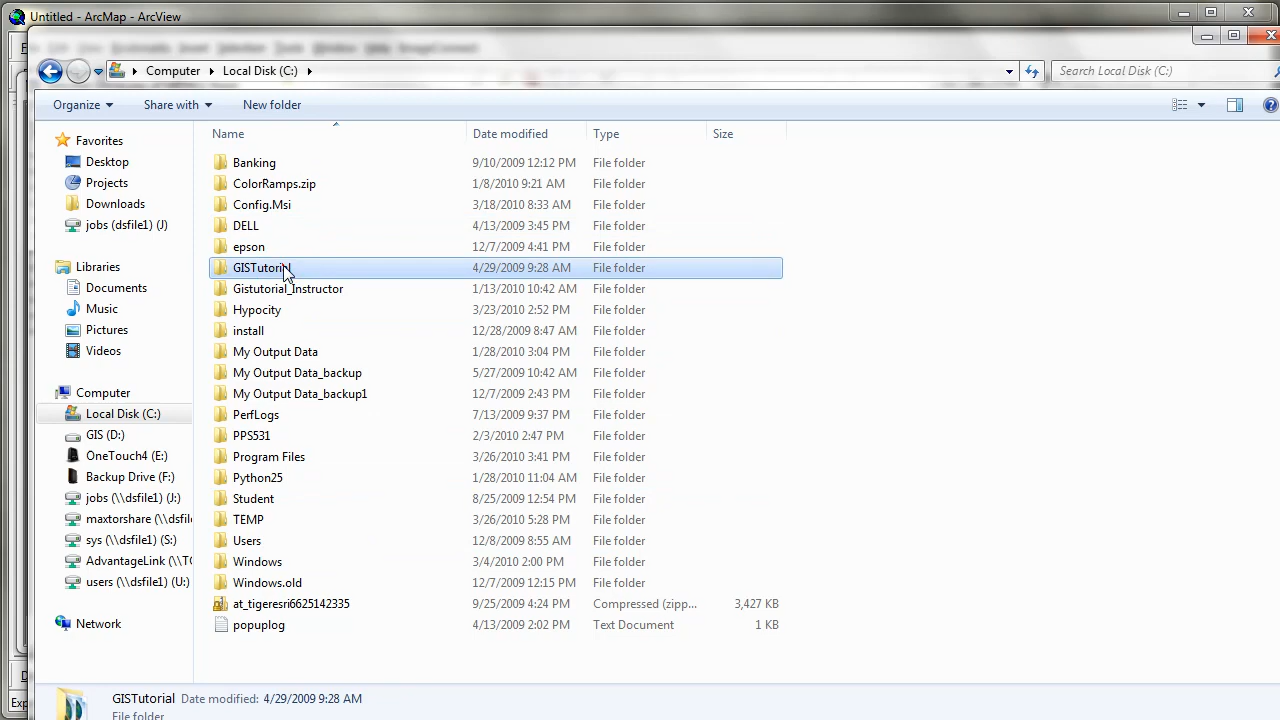 Untitled - ArcMap - ArcView
Bookmarks Insert Selection Tools Window Help ImageConnect
Computer Local Disk (C:) Search Local Disk (C:)
Organize Share with New folder
Name Date modified Type Size
Favorites
Desktop
Projects
Downloads
jobs (dsfile1) (J)
Libraries
Documents
Music
Pictures
Videos
Computer
Local Disk (C:)
GIS (D:)
OneTouch4 (E:)
Backup Drive (F:)
jobs (\\dsfile1) (J:)
maxtorshare (\\dsfile
sys (\\dsfile1) (S:)
AdvantageLink (\\TC
users (\\dsfile1) (U:)
Network
Banking 9/10/2009 12:12 PM File folder
ColorRamps.zip 1/8/2010 9:21 AM File folder
Config.Msi 3/18/2010 8:33 AM File folder
DELL 4/13/2009 3:45 PM File folder
epson 12/7/2009 4:41 PM File folder
GISTutorial 4/29/2009 9:28 AM File folder
Gistutorial_Instructor 1/13/2010 10:42 AM File folder
Hypocity 3/23/2010 2:52 PM File folder
install 12/28/2009 8:47 AM File folder
My Output Data 1/28/2010 3:04 PM File folder
My Output Data_backup 5/27/2009 10:42 AM File folder
My Output Data_backup1 12/7/2009 2:43 PM File folder
PerfLogs 7/13/2009 9:37 PM File folder
PPS531 2/3/2010 2:47 PM File folder
Program Files 3/26/2010 3:41 PM File folder
Python25 1/28/2010 11:04 AM File folder
Student 8/25/2009 12:54 PM File folder
TEMP 3/26/2010 5:28 PM File folder
Users 12/8/2009 8:55 AM File folder
Windows 3/4/2010 2:00 PM File folder
Windows.old 12/7/2009 12:15 PM File folder
at_tigeresri6625142335 9/25/2009 4:24 PM Compressed (zipp... 3,427 KB
popuplog 4/13/2009 2:02 PM Text Document 1 KB
GISTutorial Date modified: 4/29/2009 9:28 AM
File folder